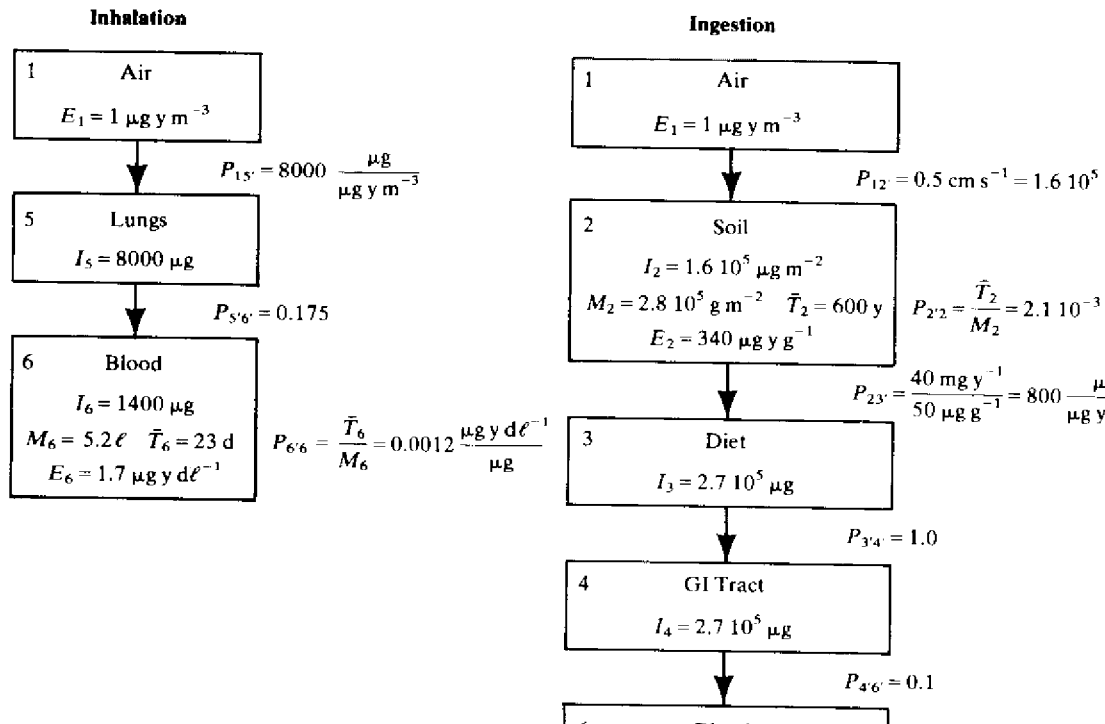 Inhalation
1 Air
E₁ = 1 μg y m⁻³
P₁₅′ = 8000 μg / μg y m⁻³
5 Lungs
I₅ = 8000 μg
P₅′₆′ = 0.175
6 Blood
I₆ = 1400 μg
M₆ = 5.2 ℓ T̄₆ = 23 d
E₆ = 1.7 μg y dℓ⁻¹
P₆′₆ = T̄₆ / M₆ = 0.0012 μg y dℓ⁻¹ / μg
Ingestion
1 Air
E₁ = 1 μg y m⁻³
P₁₂′ = 0.5 cm s⁻¹ = 1.6 10⁵
2 Soil
I₂ = 1.6 10⁵ μg m⁻²
M₂ = 2.8 10⁵ g m⁻² T̄₂ = 600 y
E₂ = 340 μg y g⁻¹
P₂′₂ = T̄₂ / M₂ = 2.1 10⁻³
P₂₃′ = 40 mg y⁻¹ / 50 μg g⁻¹ = 800 μ / μg y
3 Diet
I₃ = 2.7 10⁵ μg
P₃′₄′ = 1.0
4 GI Tract
I₄ = 2.7 10⁵ μg
P₄′₆′ = 0.1